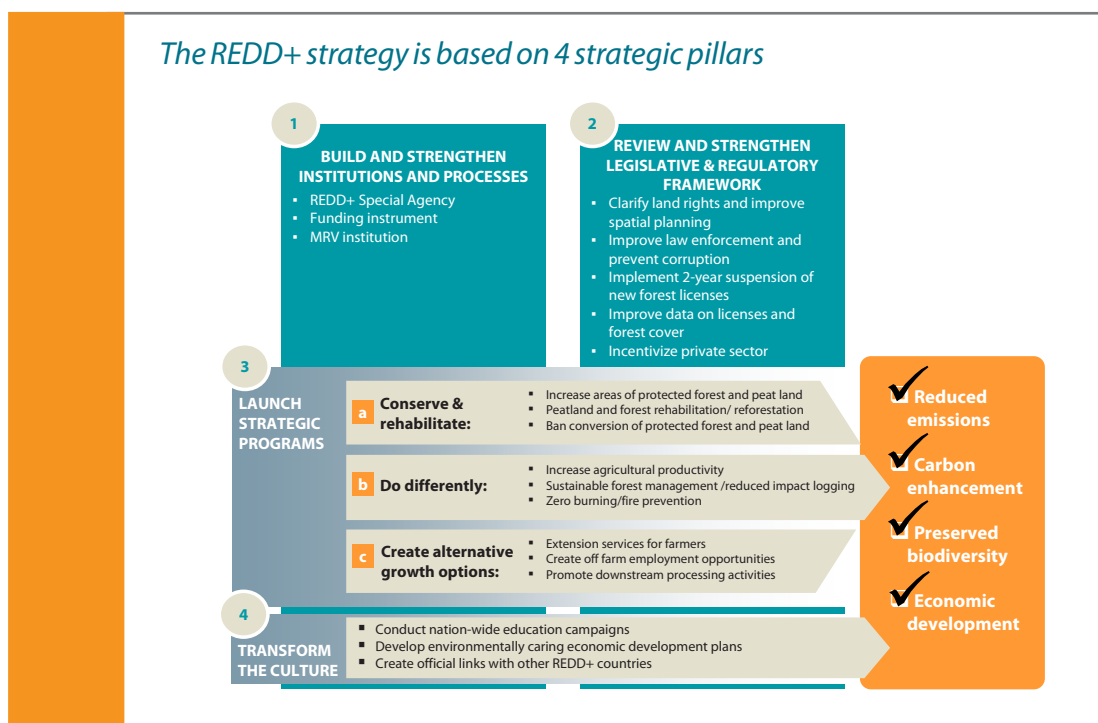 The REDD+ strategy is based on 4 strategic pillars
1
BUILD AND STRENGTHEN
INSTITUTIONS AND PROCESSES
▪ REDD+ Special Agency
▪ Funding instrument
▪ MRV institution
2
REVIEW AND STRENGTHEN
LEGISLATIVE & REGULATORY
FRAMEWORK
▪ Clarify land rights and improve
spatial planning
▪ Improve law enforcement and
prevent corruption
▪ Implement 2-year suspension of
new forest licenses
▪ Improve data on licenses and
forest cover
▪ Incentivize private sector
3
LAUNCH
STRATEGIC
PROGRAMS
a
Conserve &
rehabilitate:
▪ Increase areas of protected forest and peat land
▪ Peatland and forest rehabilitation/ reforestation
▪ Ban conversion of protected forest and peat land
b
Do differently:
▪ Increase agricultural productivity
▪ Sustainable forest management /reduced impact logging
▪ Zero burning/fire prevention
c
Create alternative
growth options:
▪ Extension services for farmers
▪ Create off farm employment opportunities
▪ Promote downstream processing activities
4
TRANSFORM
THE CULTURE
▪ Conduct nation-wide education campaigns
▪ Develop environmentally caring economic development plans
▪ Create official links with other REDD+ countries
Reduced
emissions
Carbon
enhancement
Preserved
biodiversity
Economic
development